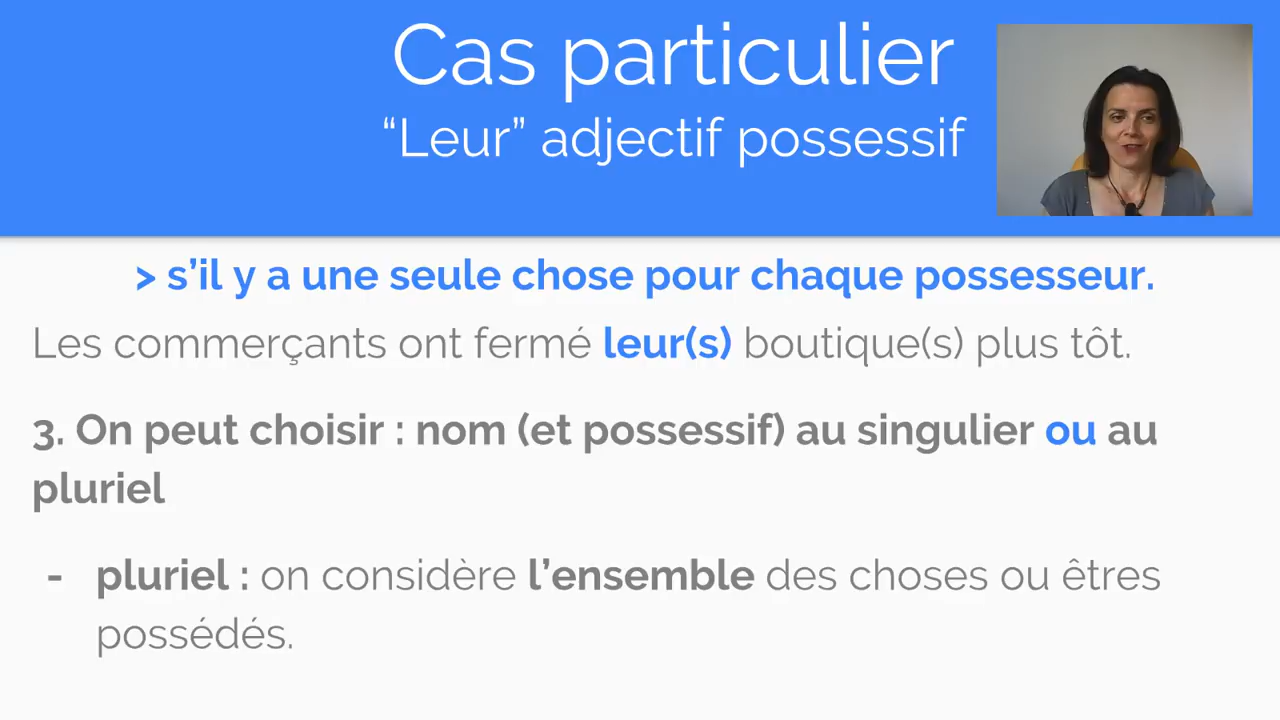 Cas particulier
“Leur” adjectif possessif
> s’il y a une seule chose pour chaque possesseur.
Les commerçants ont fermé leur(s) boutique(s) plus tôt.
3. On peut choisir : nom (et possessif) au singulier ou au
pluriel
- pluriel : on considère l’ensemble des choses ou êtres
possédés.